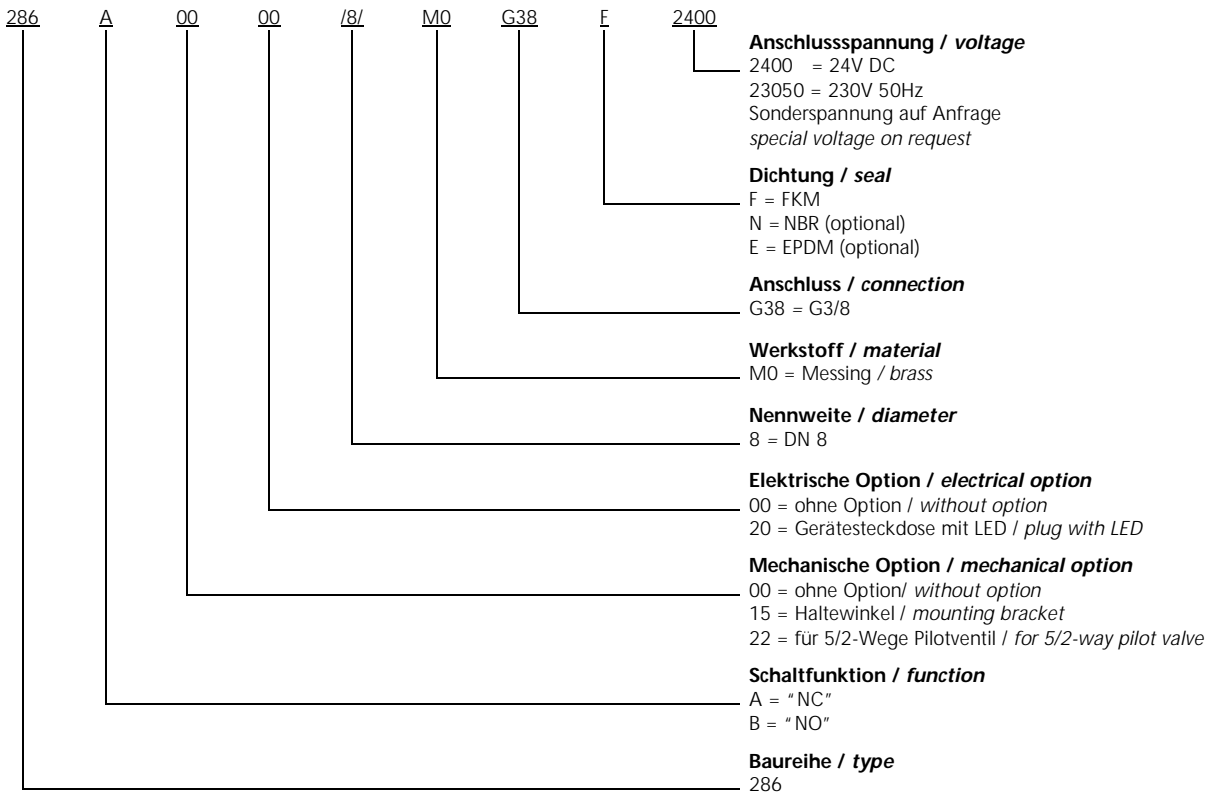 286 A 00 00 /8/ M0 G38 F 2400
Anschlussspannung / voltage
2400 = 24V DC
23050 = 230V 50Hz
Sonderspannung auf Anfrage
special voltage on request
Dichtung / seal
F = FKM
N = NBR (optional)
E = EPDM (optional)
Anschluss / connection
G38 = G3/8
Werkstoff / material
M0 = Messing / brass
Nennweite / diameter
8 = DN 8
Elektrische Option / electrical option
00 = ohne Option / without option
20 = Gerätesteckdose mit LED / plug with LED
Mechanische Option / mechanical option
00 = ohne Option/ without option
15 = Haltewinkel / mounting bracket
22 = für 5/2-Wege Pilotventil / for 5/2-way pilot valve
Schaltfunktion / function
A = "NC"
B = "NO"
Baureihe / type
286